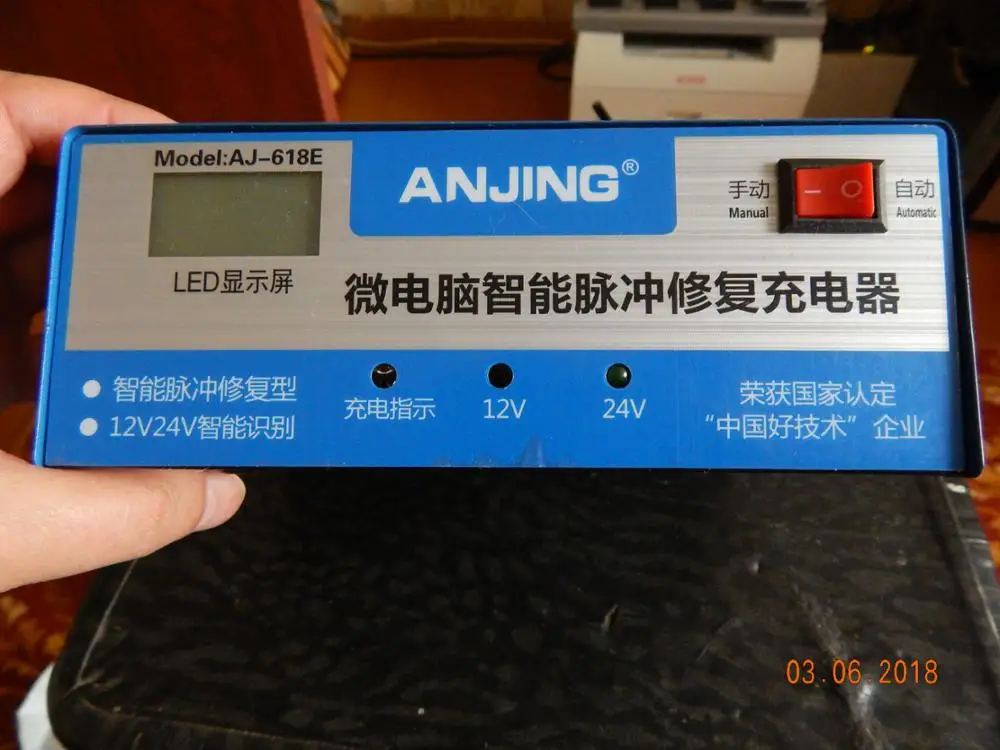 Model:AJ-618E
ANJING®
手动
Manual
自动
Automatic
LED显示屏
微电脑智能脉冲修复充电器
智能脉冲修复型
12V24V智能识别
充电指示
12V
24V
荣获国家认定
“中国好技术”企业
03.06.2018